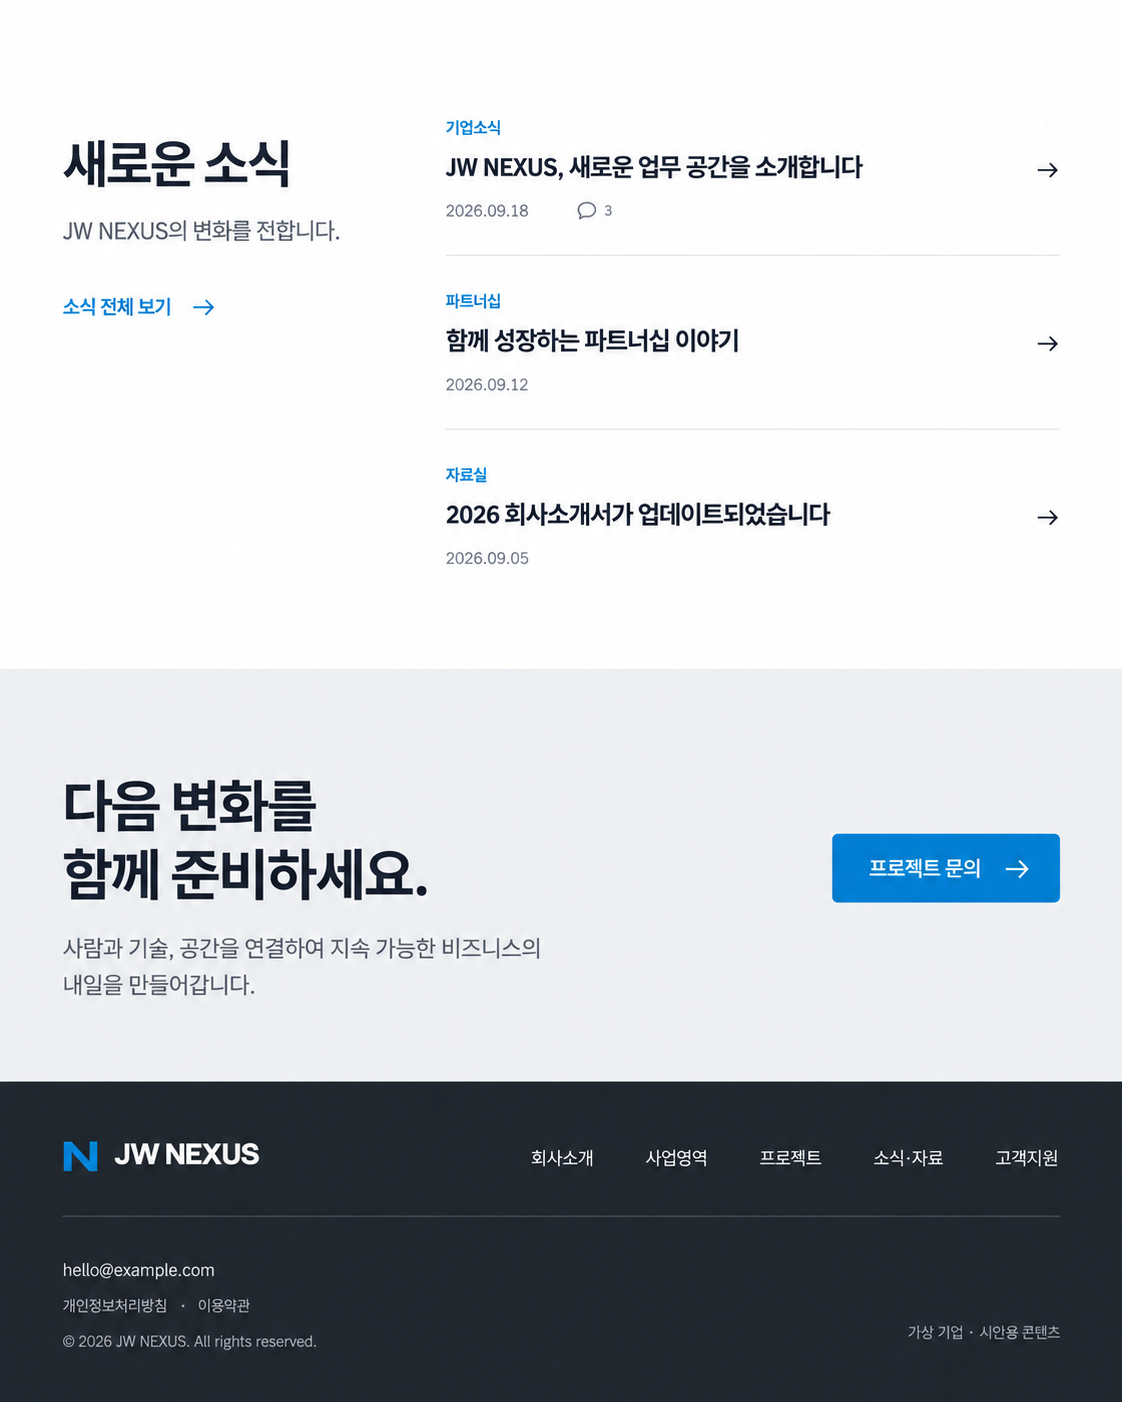 새로운 소식
JW NEXUS의 변화를 전합니다.
소식 전체 보기
기업소식
JW NEXUS, 새로운 업무 공간을 소개합니다
2026.09.18 3
파트너십
함께 성장하는 파트너십 이야기
2026.09.12
자료실
2026 회사소개서가 업데이트되었습니다
2026.09.05
다음 변화를
함께 준비하세요.
사람과 기술, 공간을 연결하여 지속 가능한 비즈니스의
내일을 만들어갑니다.
프로젝트 문의
N JW NEXUS
회사소개 사업영역 프로젝트 소식·자료 고객지원
hello@example.com
개인정보처리방침 · 이용약관
© 2026 JW NEXUS. All rights reserved.
가상 기업 · 시안용 콘텐츠